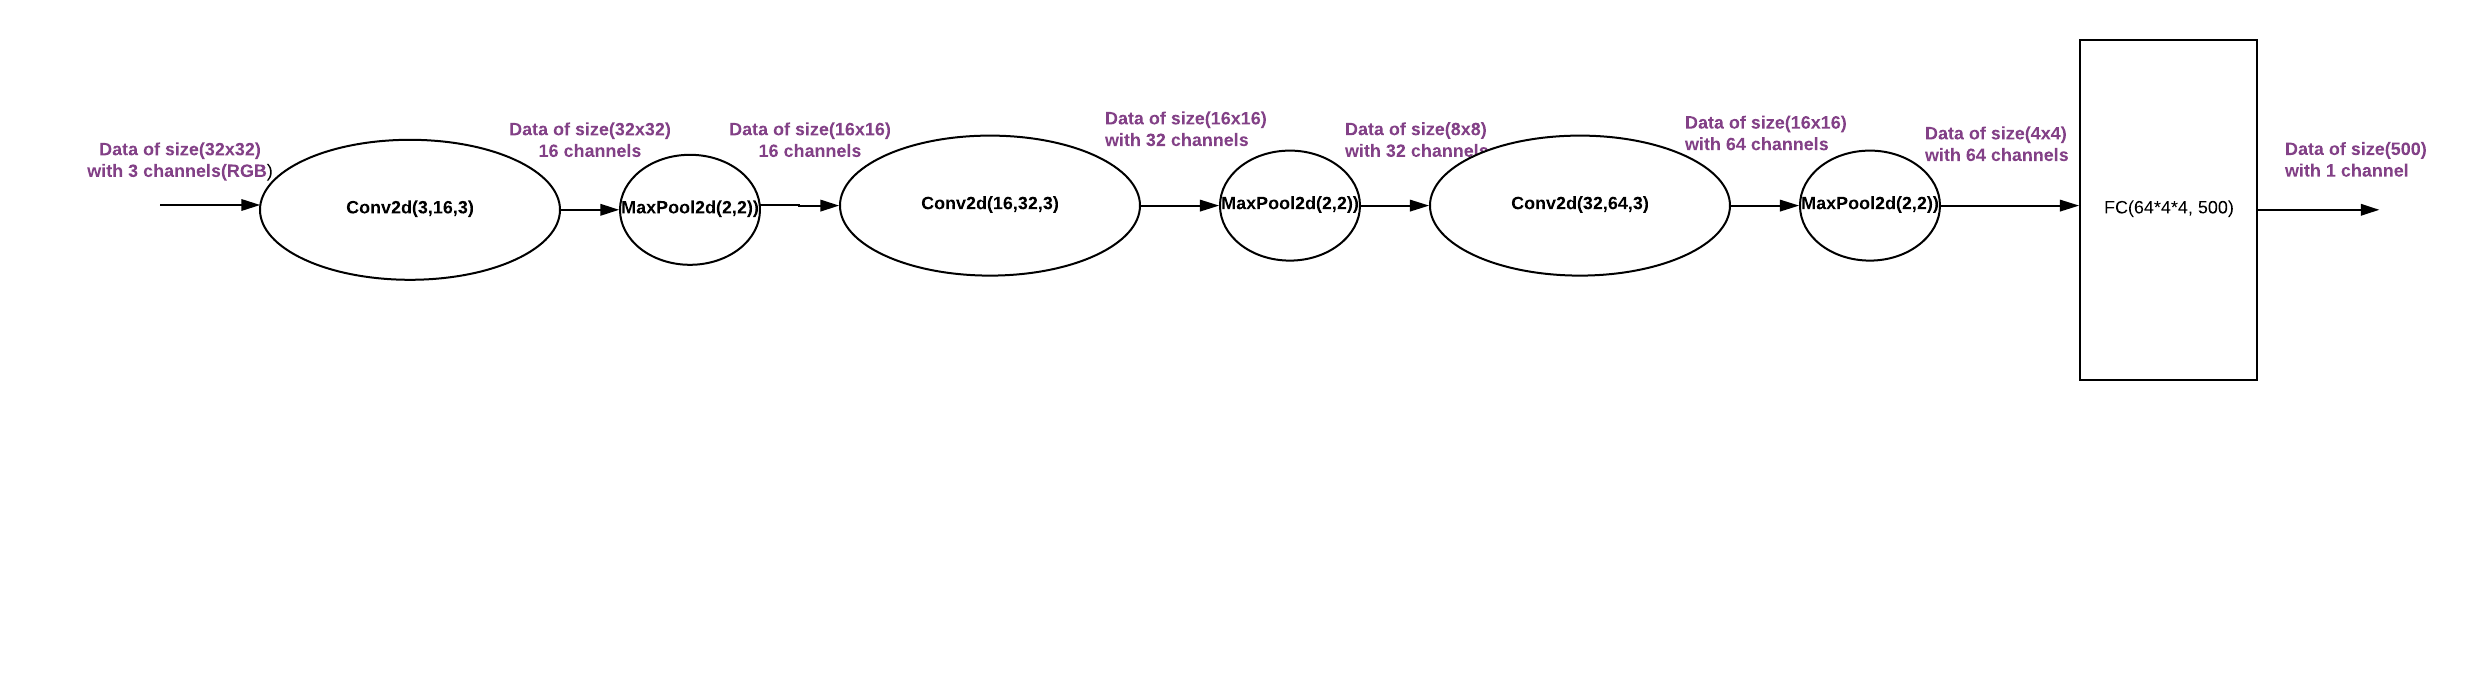 Data of size(32x32)
with 3 channels(RGB)
Conv2d(3,16,3)
Data of size(32x32)
16 channels
MaxPool2d(2,2))
Data of size(16x16)
16 channels
Conv2d(16,32,3)
Data of size(16x16)
with 32 channels
MaxPool2d(2,2))
Data of size(8x8)
with 32 channels
Conv2d(32,64,3)
Data of size(16x16)
with 64 channels
MaxPool2d(2,2))
Data of size(4x4)
with 64 channels
FC(64*4*4, 500)
Data of size(500)
with 1 channel